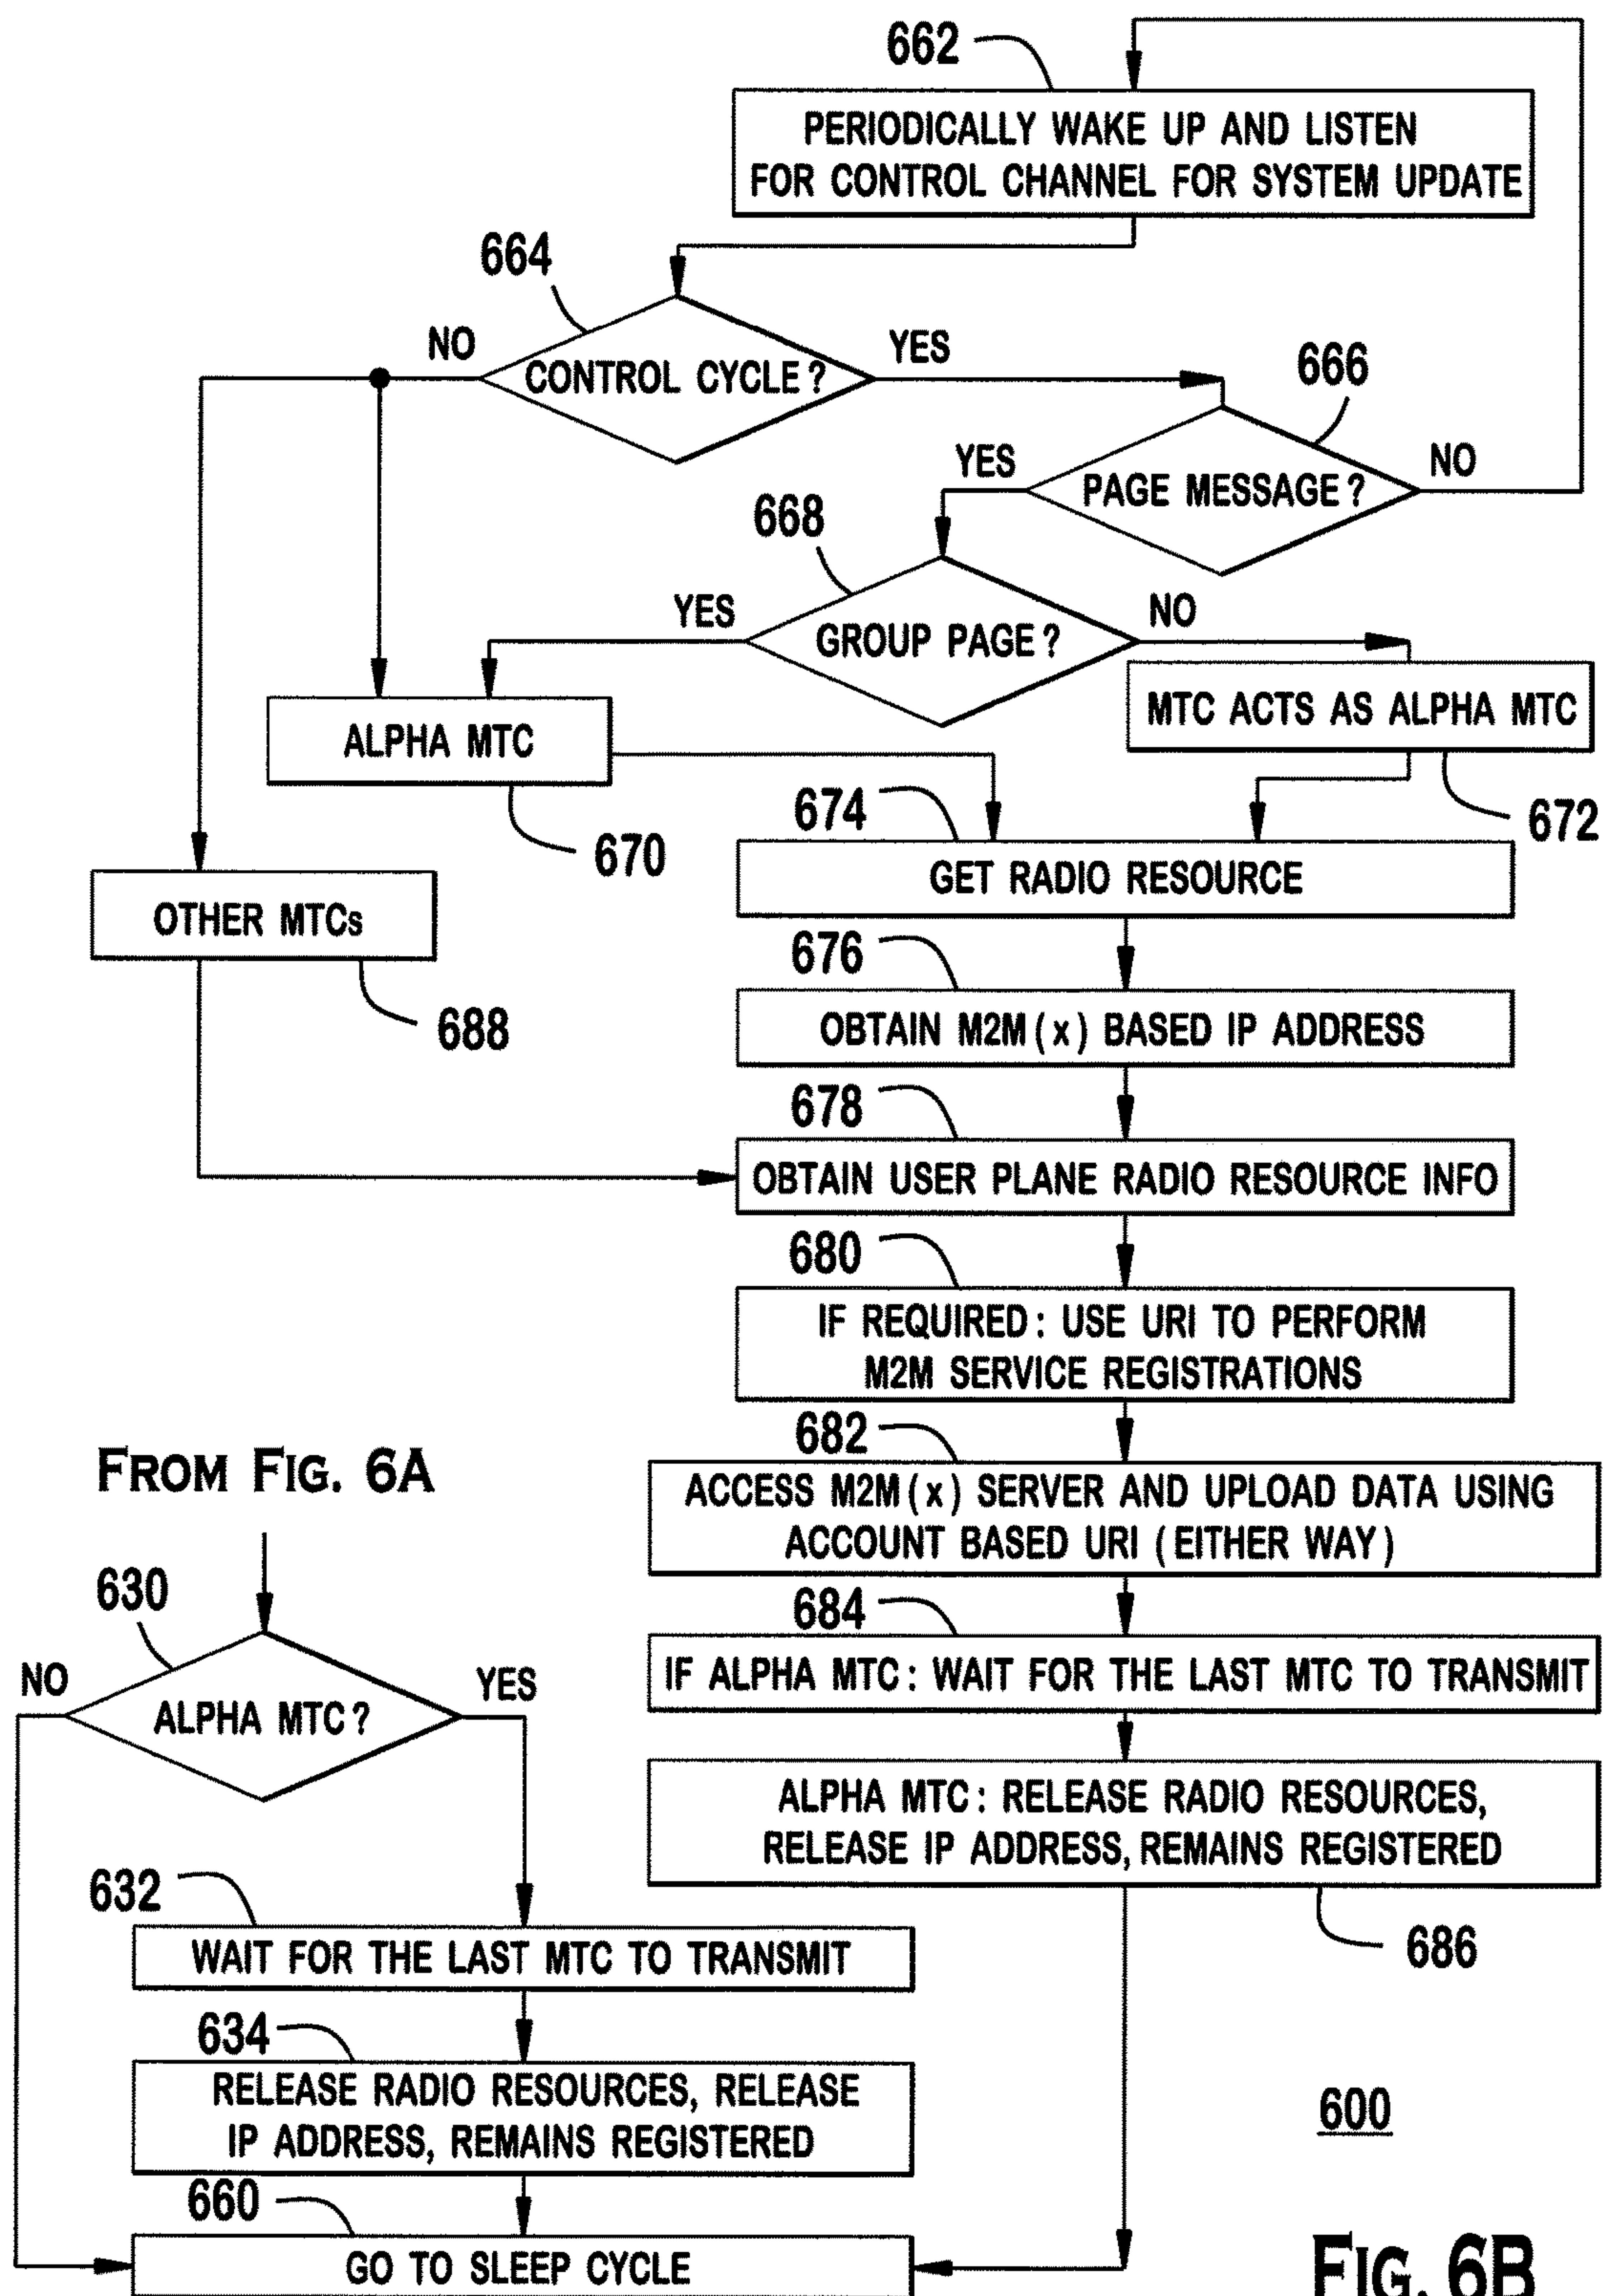 662
PERIODICALLY WAKE UP AND LISTEN
FOR CONTROL CHANNEL FOR SYSTEM UPDATE
664
NO
CONTROL CYCLE?
YES
666
YES
PAGE MESSAGE?
NO
668
YES
GROUP PAGE?
NO
ALPHA MTC
670
MTC ACTS AS ALPHA MTC
672
674
GET RADIO RESOURCE
OTHER MTCs
688
676
OBTAIN M2M(x) BASED IP ADDRESS
678
OBTAIN USER PLANE RADIO RESOURCE INFO
680
IF REQUIRED: USE URI TO PERFORM
M2M SERVICE REGISTRATIONS
682
ACCESS M2M(x) SERVER AND UPLOAD DATA USING
ACCOUNT BASED URI (EITHER WAY)
684
IF ALPHA MTC: WAIT FOR THE LAST MTC TO TRANSMIT
ALPHA MTC: RELEASE RADIO RESOURCES,
RELEASE IP ADDRESS, REMAINS REGISTERED
686
FROM FIG. 6A
630
NO
ALPHA MTC?
YES
632
WAIT FOR THE LAST MTC TO TRANSMIT
634
RELEASE RADIO RESOURCES, RELEASE
IP ADDRESS, REMAINS REGISTERED
660
GO TO SLEEP CYCLE
600
FIG. 6B